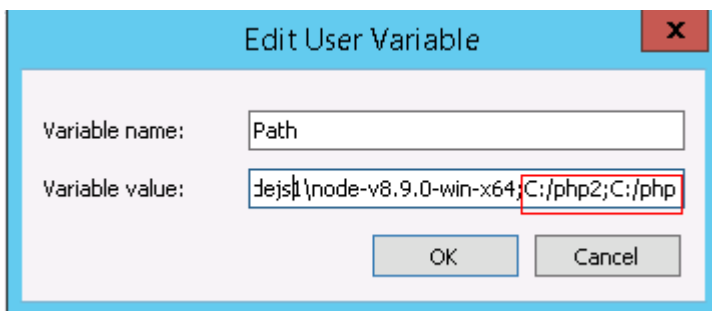 Edit User Variable
x
Variable name: Path
Variable value: dejs1\node-v8.9.0-win-x64;C:/php2;C:/php
OK Cancel